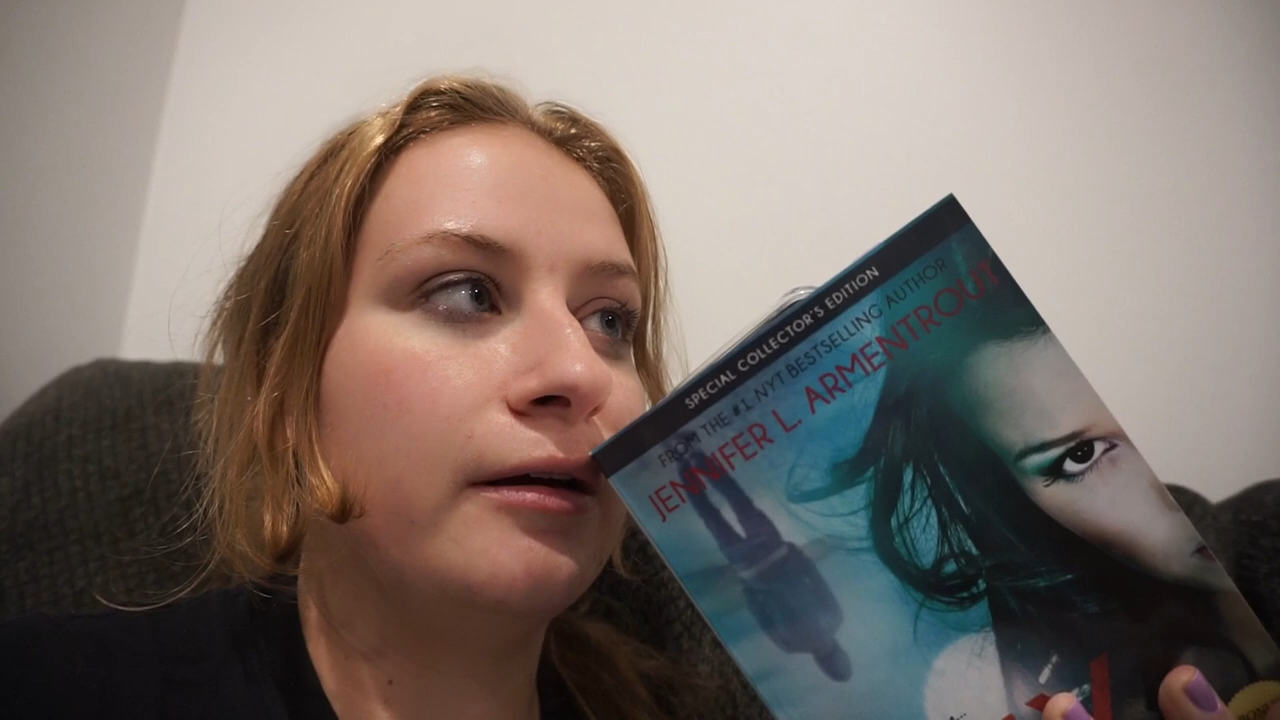 SPECIAL COLLECTOR'S EDITION
FROM THE #1 NYT BESTSELLING AUTHOR
JENNIFER L. ARMENTROUT